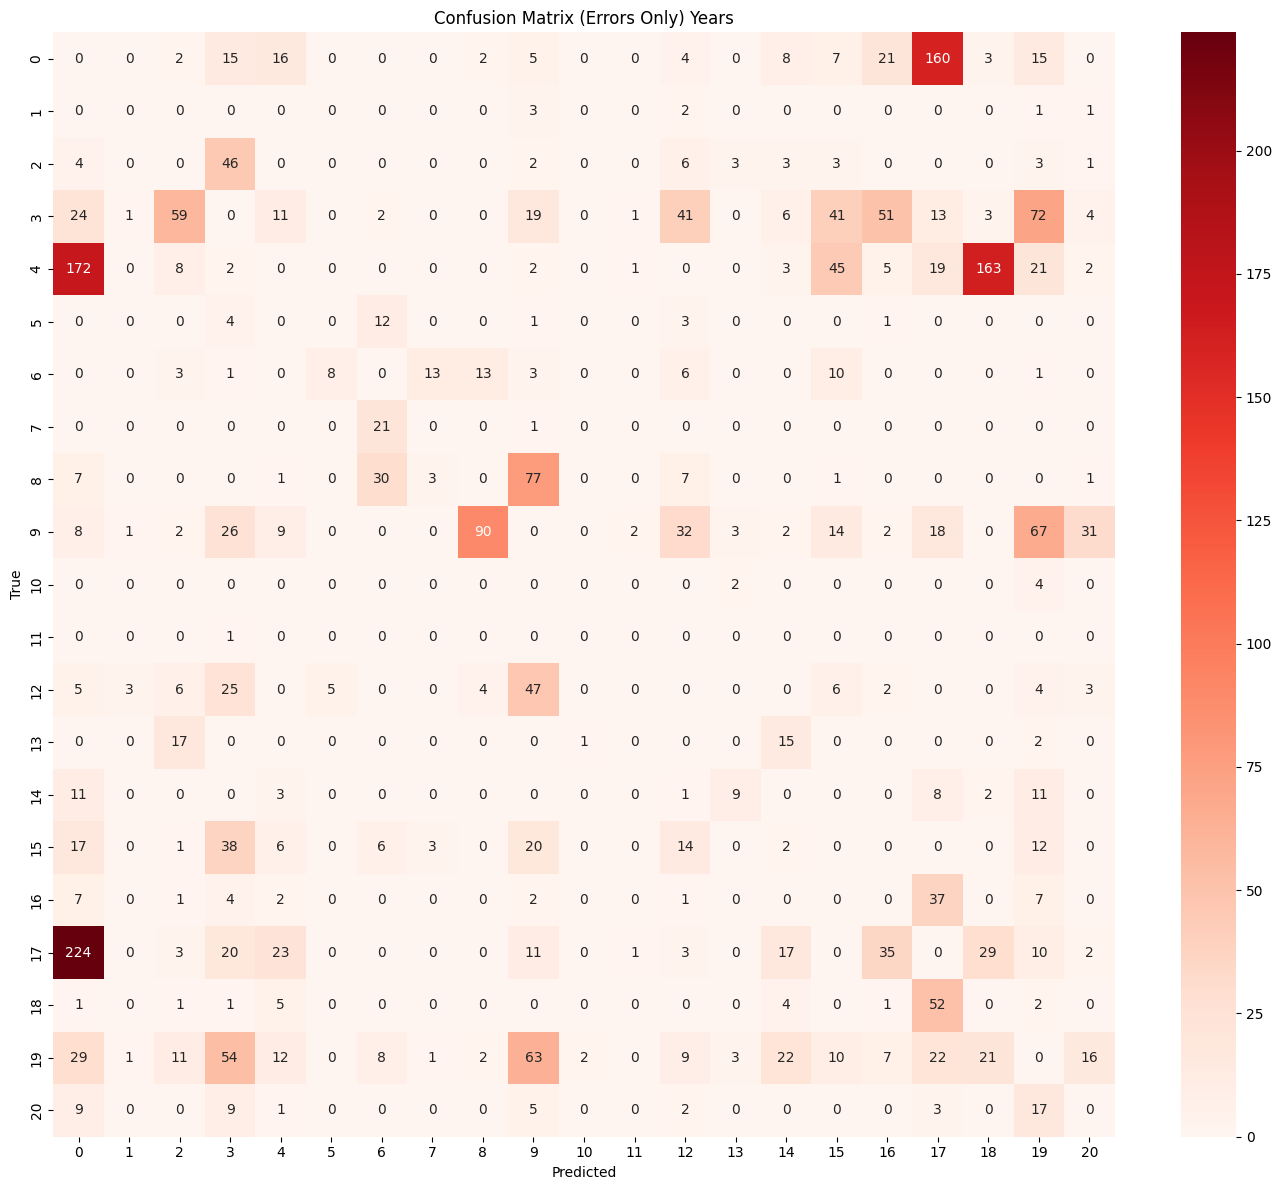 Confusion Matrix (Errors Only) Years
0 0 0 2 15 16 0 0 0 2 5 0 0 4 0 8 7 21 160 3 15 0
1 0 0 0 0 0 0 0 0 0 3 0 0 2 0 0 0 0 0 0 1 1
2 4 0 0 46 0 0 0 0 0 2 0 0 6 3 3 3 0 0 0 3 1
3 24 1 59 0 11 0 2 0 0 19 0 1 41 0 6 41 51 13 3 72 4
4 172 0 8 2 0 0 0 0 0 2 0 1 0 0 3 45 5 19 163 21 2
5 0 0 0 4 0 0 12 0 0 1 0 0 3 0 0 0 1 0 0 0 0
6 0 0 3 1 0 8 0 13 13 3 0 0 6 0 0 10 0 0 0 1 0
7 0 0 0 0 0 0 21 0 0 1 0 0 0 0 0 0 0 0 0 0 0
8 7 0 0 0 1 0 30 3 0 77 0 0 7 0 0 1 0 0 0 0 1
9 8 1 2 26 9 0 0 0 90 0 0 2 32 3 2 14 2 18 0 67 31
10 0 0 0 0 0 0 0 0 0 0 0 0 0 2 0 0 0 0 0 4 0
11 0 0 0 1 0 0 0 0 0 0 0 0 0 0 0 0 0 0 0 0 0
12 5 3 6 25 0 5 0 0 4 47 0 0 0 0 0 6 2 0 0 4 3
13 0 0 17 0 0 0 0 0 0 0 1 0 0 0 15 0 0 0 0 2 0
14 11 0 0 0 3 0 0 0 0 0 0 0 1 9 0 0 0 8 2 11 0
15 17 0 1 38 6 0 6 3 0 20 0 0 14 0 2 0 0 0 0 12 0
16 7 0 1 4 2 0 0 0 0 2 0 0 1 0 0 0 0 37 0 7 0
17 224 0 3 20 23 0 0 0 0 11 0 1 3 0 17 0 35 0 29 10 2
18 1 0 1 1 5 0 0 0 0 0 0 0 0 0 4 0 1 52 0 2 0
19 29 1 11 54 12 0 8 1 2 63 2 0 9 3 22 10 7 22 21 0 16
20 9 0 0 9 1 0 0 0 0 5 0 0 2 0 0 0 0 3 0 17 0
0 1 2 3 4 5 6 7 8 9 10 11 12 13 14 15 16 17 18 19 20
True
Predicted
200
175
150
125
100
75
50
25
0